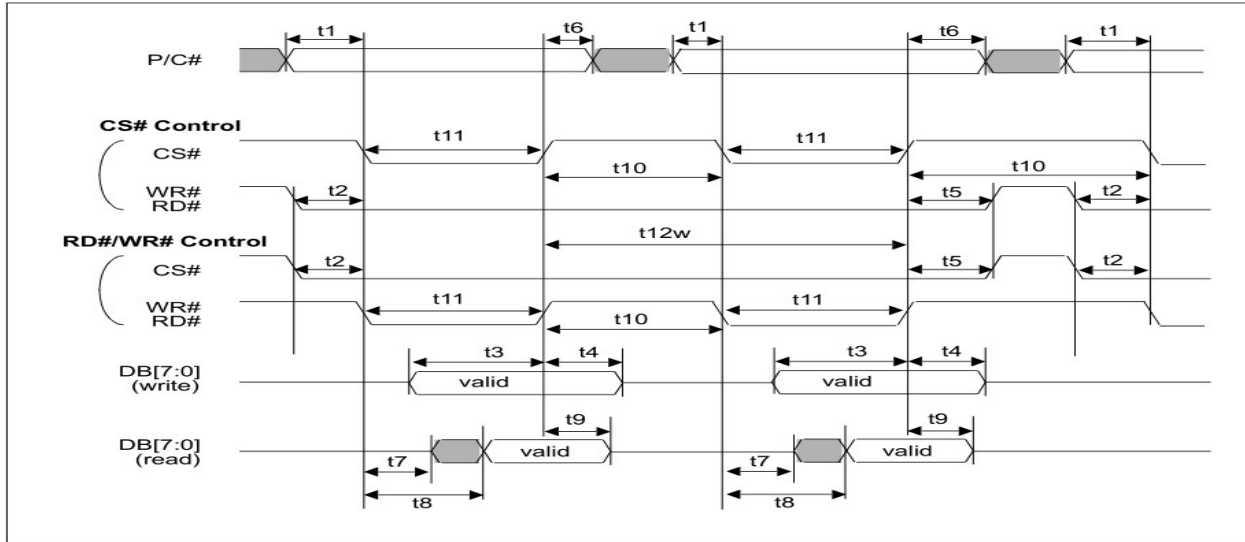 t1 t6 t1 t6 t1
P/C#
CS# Control
t11 t11
CS#
t10 t10
WR# t2 t5 t2
RD#
t12w
RD#/WR# Control
CS# t2 t5 t2
t11 t11
WR#
RD# t10
t3 t4 t3 t4
DB[7:0] valid valid
(write)
t9 t9
DB[7:0] valid valid
(read)
t7 t7
t8 t8